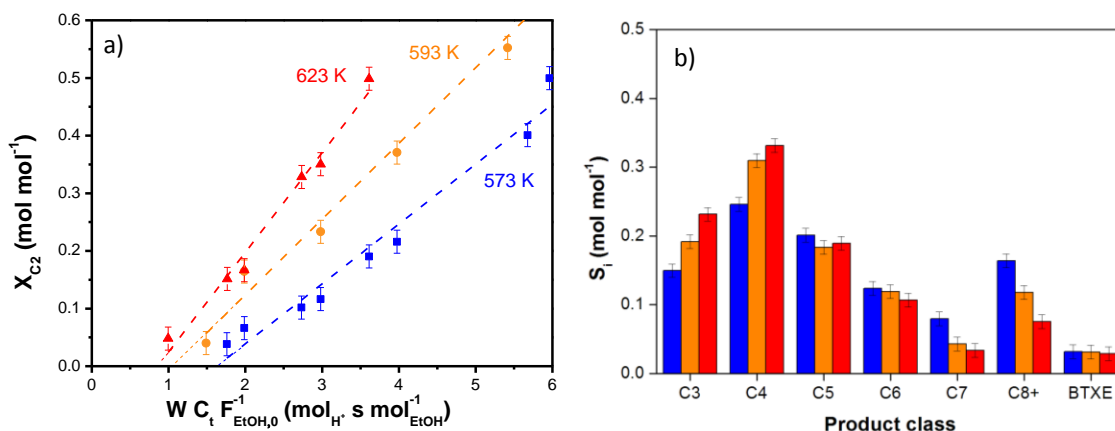 a)
623 K
593 K
573 K
X_C2 (mol mol⁻¹)
0.6
0.5
0.4
0.3
0.2
0.1
0.0
0 1 2 3 4 5 6
W C_t F⁻¹_EtOH,0 (mol_H⁺ s mol⁻¹_EtOH)
b)
S_i (mol mol⁻¹)
0.5
0.4
0.3
0.2
0.1
0.0
C3 C4 C5 C6 C7 C8+ BTXE
Product class